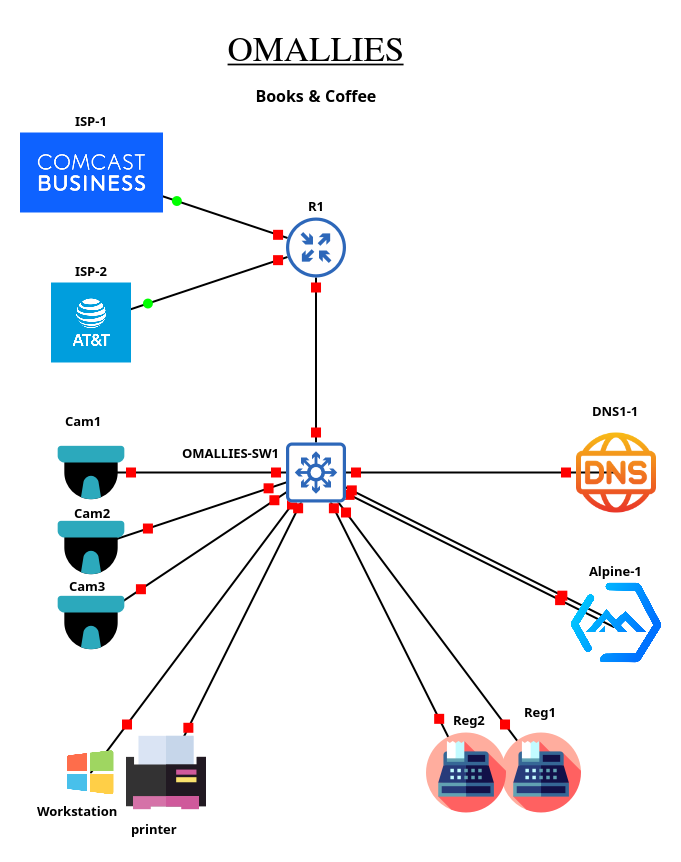 OMALLIES
Books & Coffee
ISP-1
COMCAST
BUSINESS
R1
ISP-2
AT&T
Cam1
OMALLIES-SW1
DNS1-1
DNS
Cam2
Cam3
Alpine-1
Reg2
Reg1
Workstation
printer